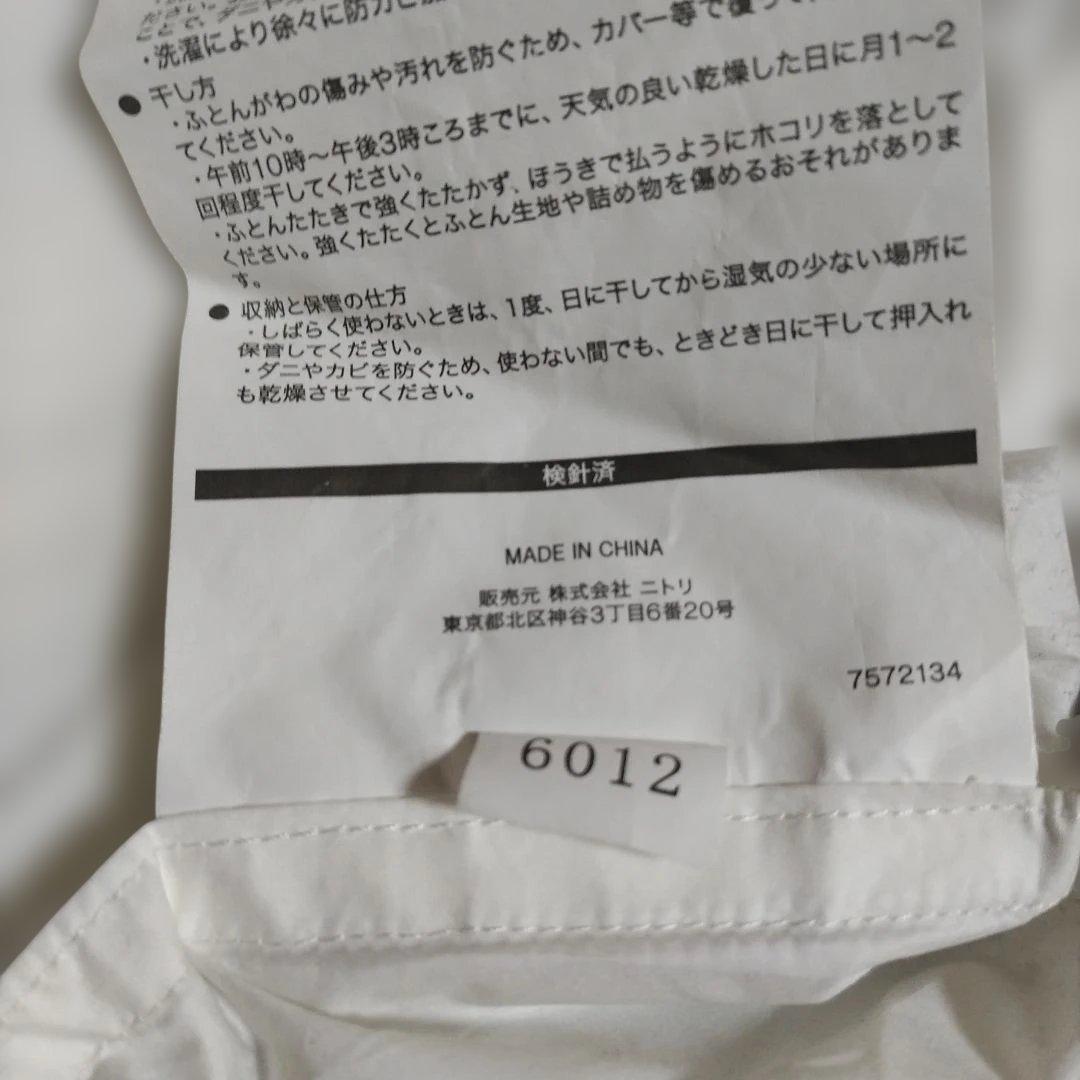 ださい。
ことで、ダニや
・洗濯により徐々に防カビ加
● 干し方
・ふとんがわの傷みや汚れを防ぐため、カバー等で覆っ
てください。
・午前10時～午後3時ころまでに、天気の良い乾燥した日に月1～2
回程度干してください。
・ふとんたたきで強くたたかず、ほうきで払うようにホコリを落として
ください。強くたたくとふとん生地や詰め物を傷めるおそれがありま
す。
● 収納と保管の仕方
・しばらく使わないときは、1度、日に干してから湿気の少ない場所に
保管してください。
・ダニやカビを防ぐため、使わない間でも、ときどき日に干して押入れ
も乾燥させてください。
検針済
MADE IN CHINA
販売元 株式会社 ニトリ
東京都北区神谷3丁目6番20号
7572134
6012